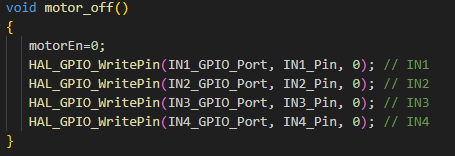 void motor_off()
{
motorEn=0;
HAL_GPIO_WritePin(IN1_GPIO_Port, IN1_Pin, 0); // IN1
HAL_GPIO_WritePin(IN2_GPIO_Port, IN2_Pin, 0); // IN2
HAL_GPIO_WritePin(IN3_GPIO_Port, IN3_Pin, 0); // IN3
HAL_GPIO_WritePin(IN4_GPIO_Port, IN4_Pin, 0); // IN4
}